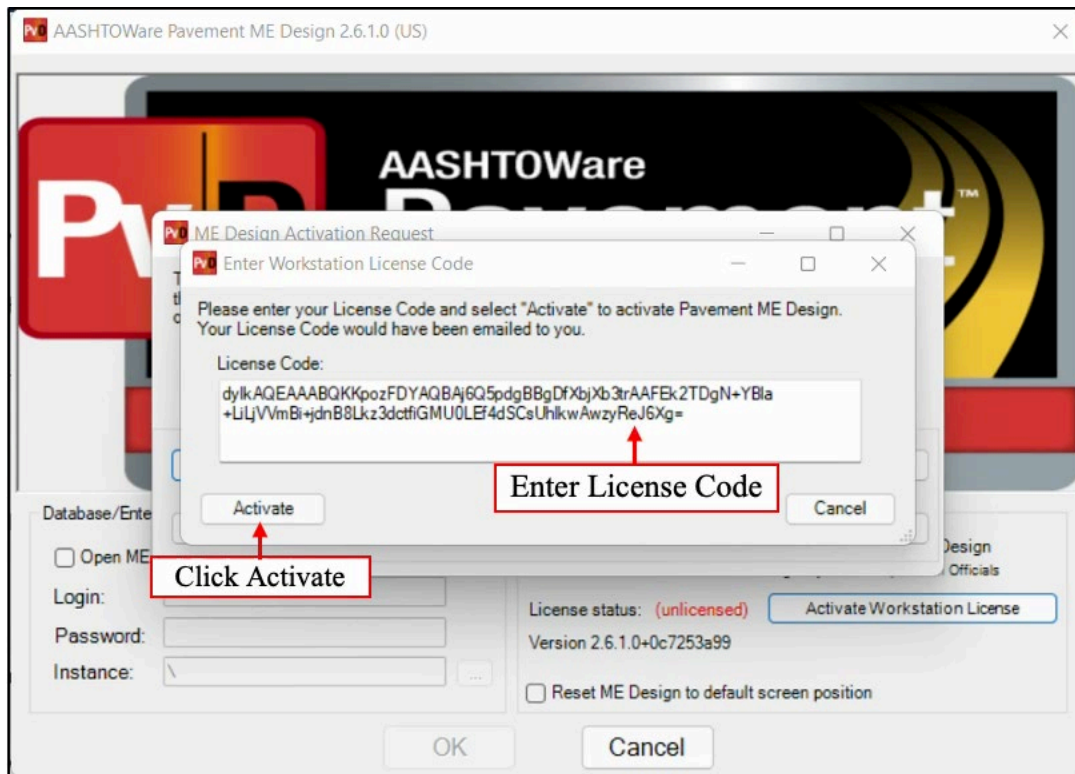 AASHTOWare Pavement ME Design 2.6.1.0 (US)
AASHTOWare
Pavement™
PvD
ME Design Activation Request
Enter Workstation License Code
Please enter your License Code and select "Activate" to activate Pavement ME Design.
Your License Code would have been emailed to you.
License Code:
Enter License Code
Activate
Cancel
Click Activate
Database/Ente
Open ME
Login:
Password:
Instance:
\
...
Design
Officials
License status: (unlicensed)
Activate Workstation License
Version 2.6.1.0+0c7253a99
Reset ME Design to default screen position
OK
Cancel